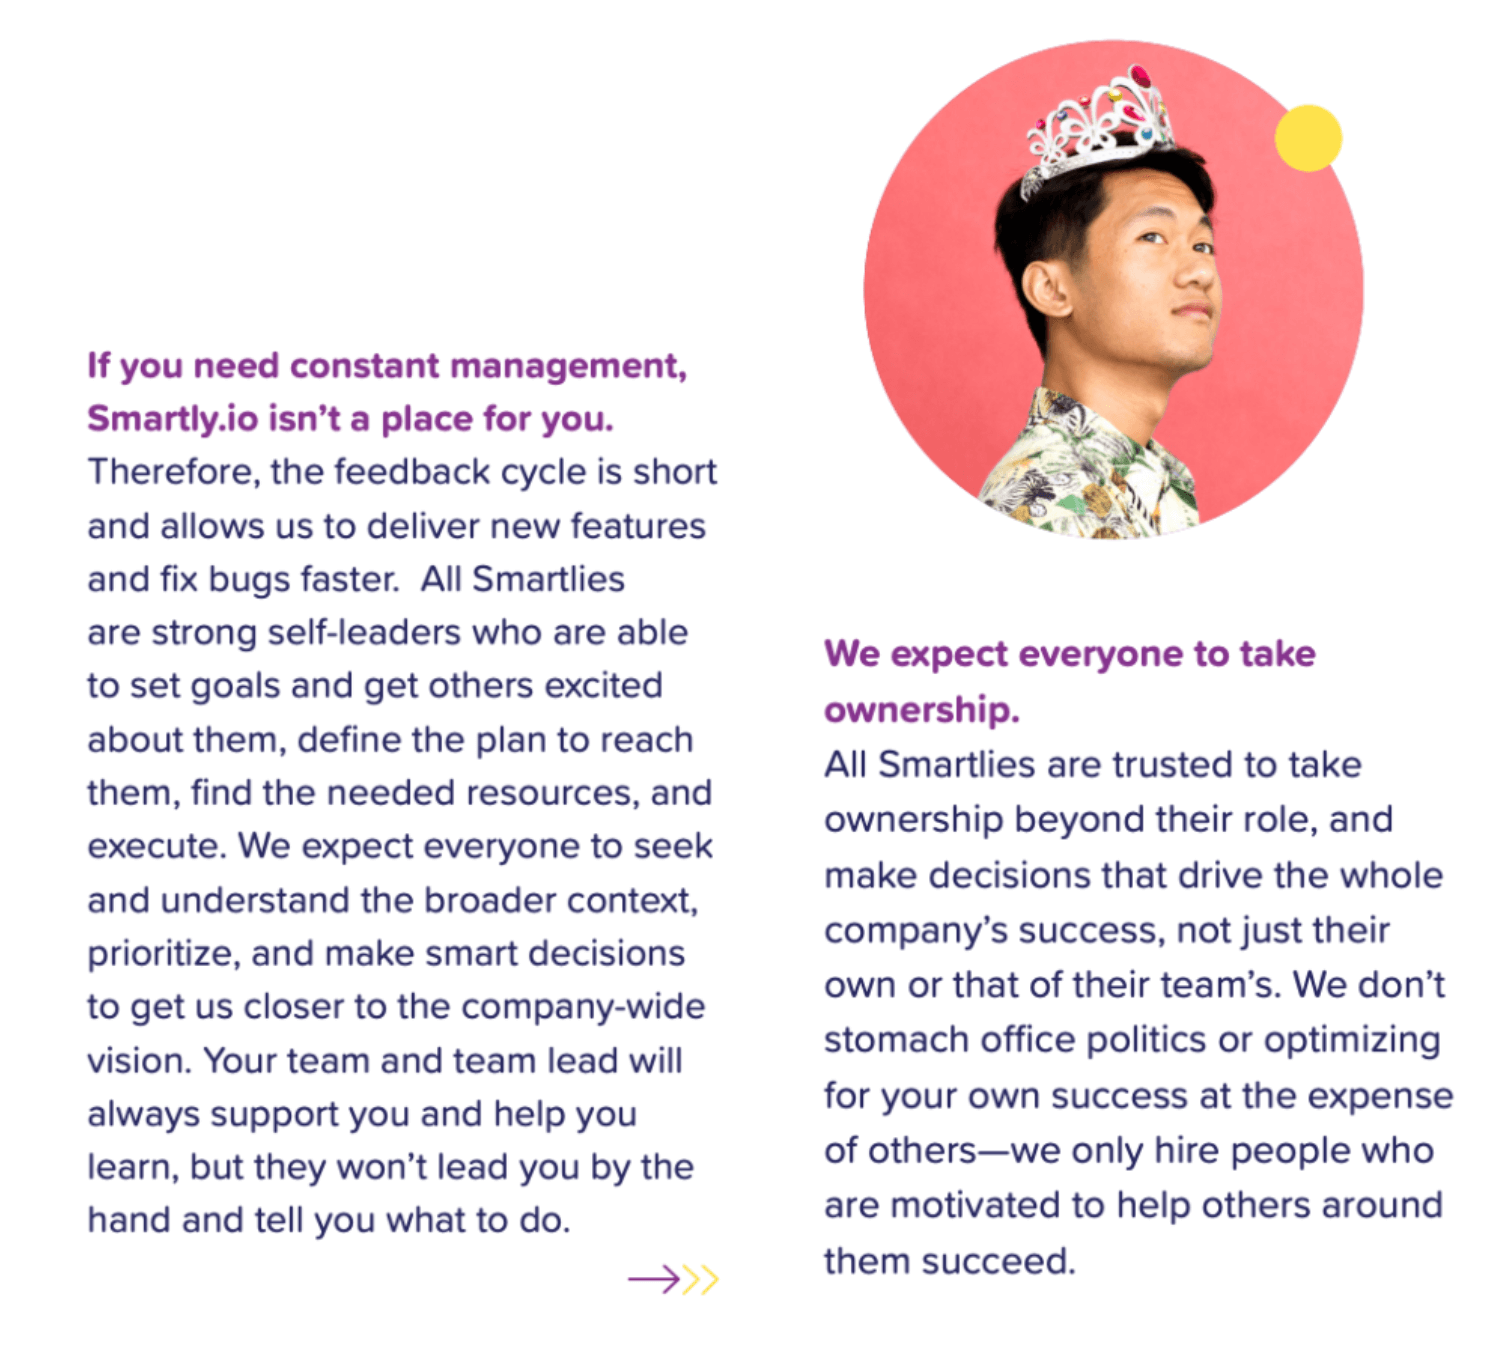 If you need constant management,
Smartly.io isn’t a place for you.
Therefore, the feedback cycle is short
and allows us to deliver new features
and fix bugs faster.  All Smartlies
are strong self-leaders who are able
to set goals and get others excited
about them, define the plan to reach
them, find the needed resources, and
execute. We expect everyone to seek
and understand the broader context,
prioritize, and make smart decisions
to get us closer to the company-wide
vision. Your team and team lead will
always support you and help you
learn, but they won’t lead you by the
hand and tell you what to do.
We expect everyone to take
ownership.
All Smartlies are trusted to take
ownership beyond their role, and
make decisions that drive the whole
company’s success, not just their
own or that of their team’s. We don’t
stomach office politics or optimizing
for your own success at the expense
of others—we only hire people who
are motivated to help others around
them succeed.